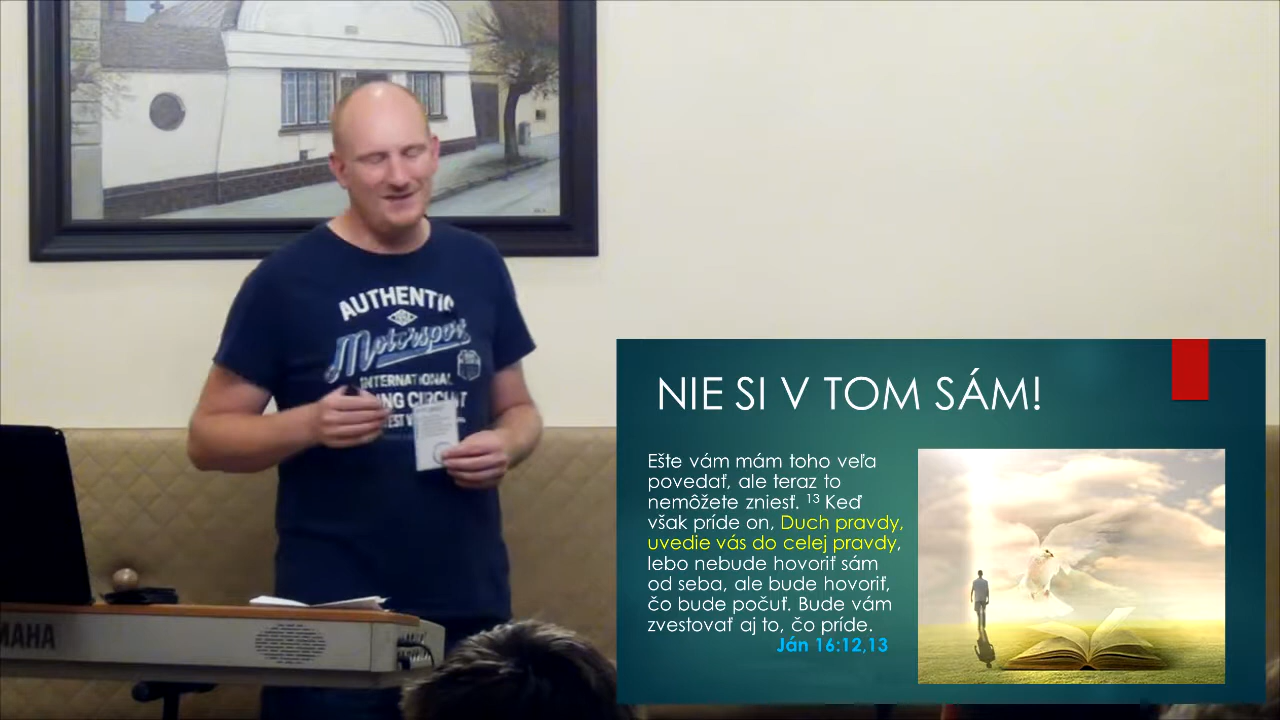 AUTHENTIC
Motorsport
INTERNATIONAL
YAMAHA
NIE SI V TOM SÁM!
Ešte vám mám toho veľa
povedať, ale teraz to
nemôžete zniesť. ¹³ Keď
však príde on, Duch pravdy,
uvedie vás do celej pravdy,
lebo nebude hovoriť sám
od seba, ale bude hovoriť,
čo bude počuť. Bude vám
zvestovať aj to, čo príde.
Ján 16:12,13